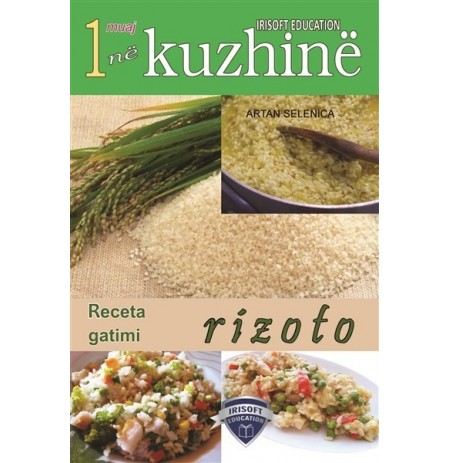 IRISOFT EDUCATION
1 muaj
në kuzhinë
ARTAN SELENICA
Receta
gatimi
rizoto
IRISOFT
EDUCATION